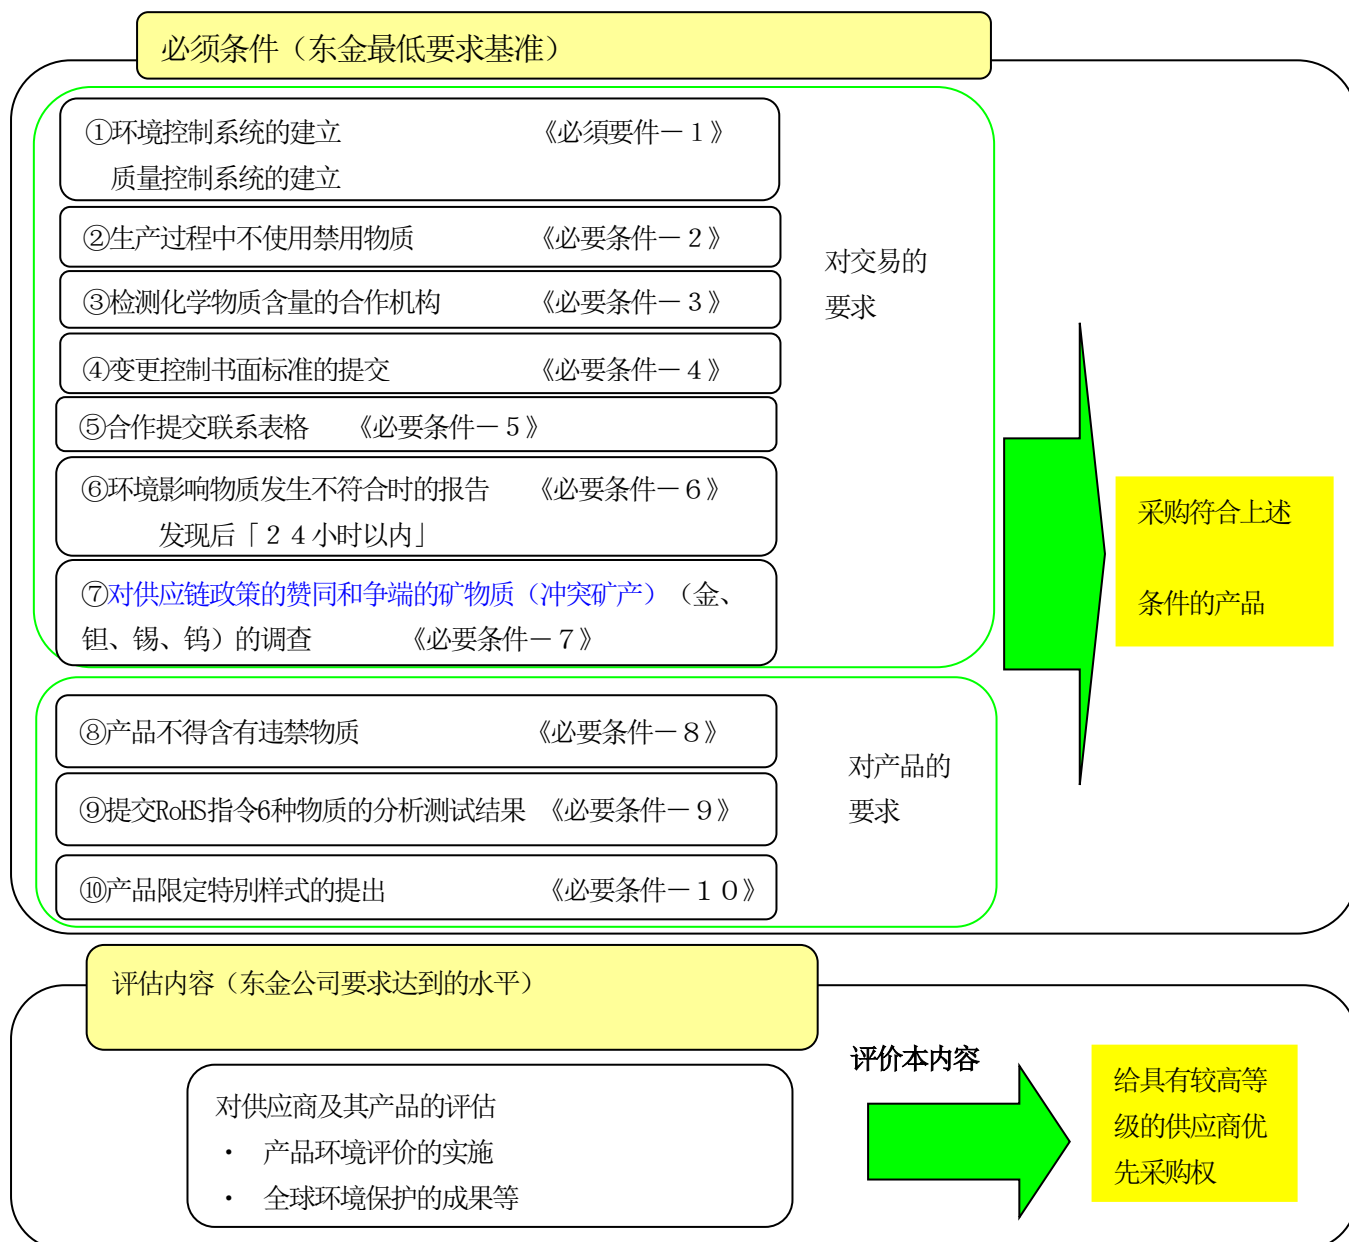 必须条件（东金最低要求基准）
①环境控制系统的建立 《必須要件－１》
质量控制系统的建立
②生产过程中不使用禁用物质 《必要条件－２》
③检测化学物质含量的合作机构 《必要条件－３》
④变更控制书面标准的提交 《必要条件－４》
⑤合作提交联系表格 《必要条件－５》
⑥环境影响物质发生不符合时的报告 《必要条件－６》
发现后「２４小时以内」
⑦对供应链政策的赞同和争端的矿物质（冲突矿产）（金、
钽、锡、钨）的调查 《必要条件－７》
对交易的
要求
⑧产品不得含有违禁物质 《必要条件－８》
⑨提交RoHS指令6种物质的分析测试结果 《必要条件－９》
⑩产品限定特別样式的提出 《必要条件－１０》
对产品的
要求
采购符合上述
条件的产品
评估内容（东金公司要求达到的水平）
对供应商及其产品的评估
・ 产品环境评价的实施
・ 全球环境保护的成果等
评价本内容
给具有较高等
级的供应商优
先采购权